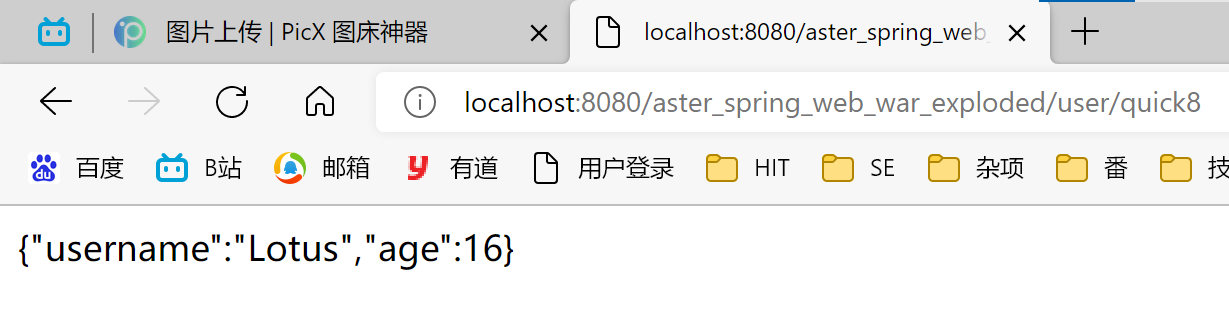 图片上传 | PicX 图床神器 localhost:8080/aster_spring_web_
localhost:8080/aster_spring_web_war_exploded/user/quick8
du 百度 B站 邮箱 y 有道 用户登录 HIT SE 杂项 番 技
{"username":"Lotus","age":16}